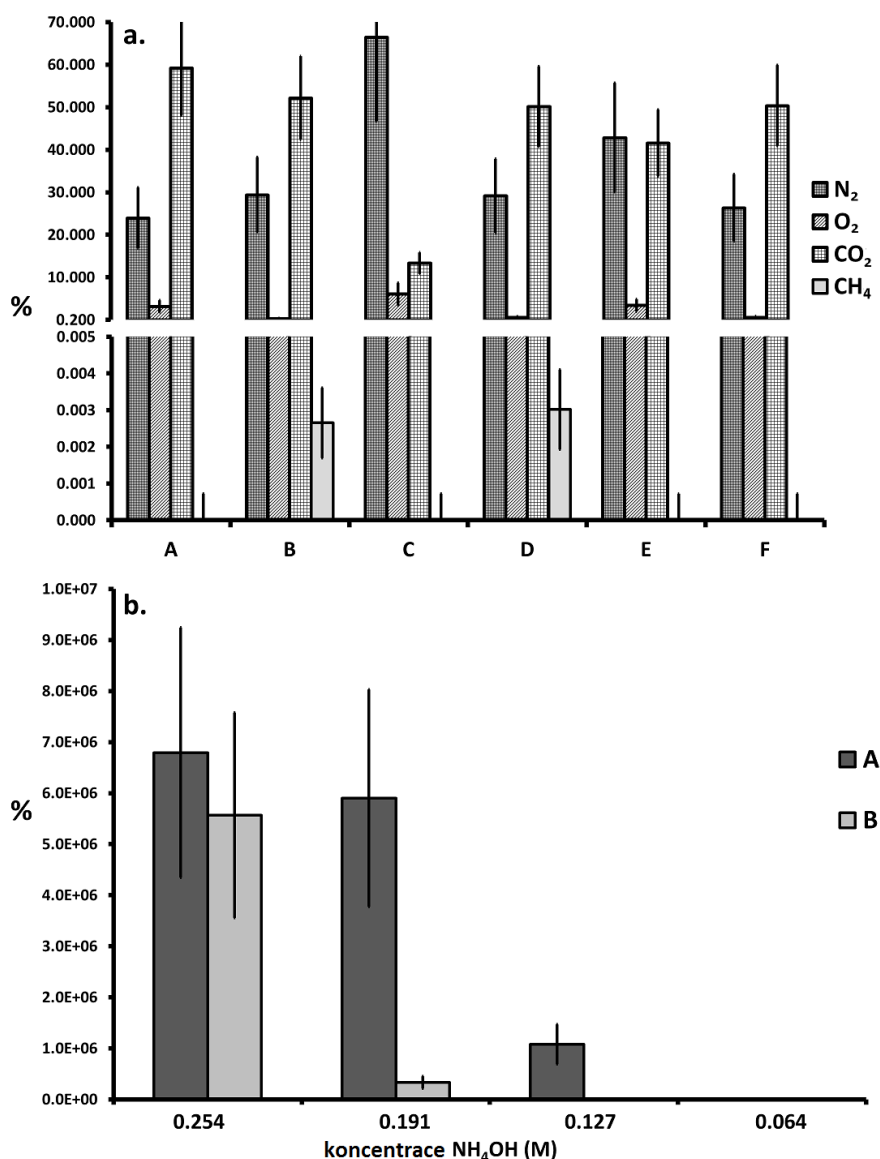 a.
70.000
60.000
50.000
40.000
30.000
20.000
10.000
0.200
%
N₂
O₂
CO₂
CH₄
0.005
0.004
0.003
0.002
0.001
0.000
A B C D E F
b.
1.0E+07
9.0E+06
8.0E+06
7.0E+06
6.0E+06
5.0E+06
4.0E+06
3.0E+06
2.0E+06
1.0E+06
0.0E+00
%
A
B
0.254 0.191 0.127 0.064
koncentrace NH₄OH (M)